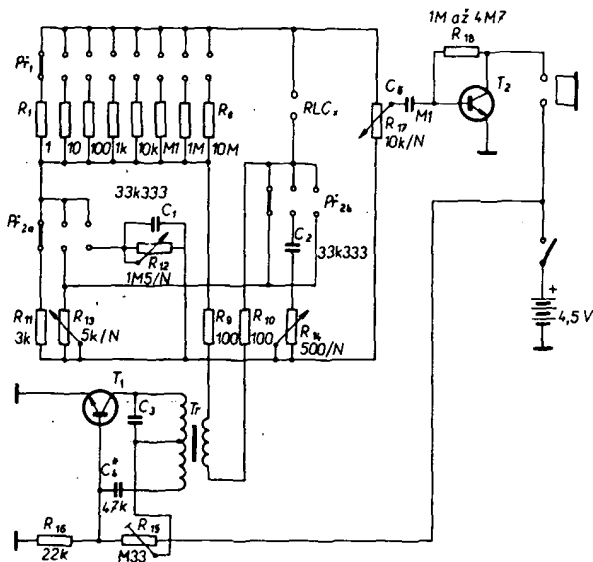 1M až 4M7
R18
Př1
C5
T2
R1
R8
RLCx
M1
R17
1 10 100 1k 10k M1 1M 10M
10k/N
33k333
C1
Př2a
Př2b
C2
R12
1M5/N
33k333
+
4,5 V
R11
3k
R13
5k/N
R9
100
R10
100
R14
500/N
T1
C3
Tr
C4*
47k
R16
22k
R15
M33